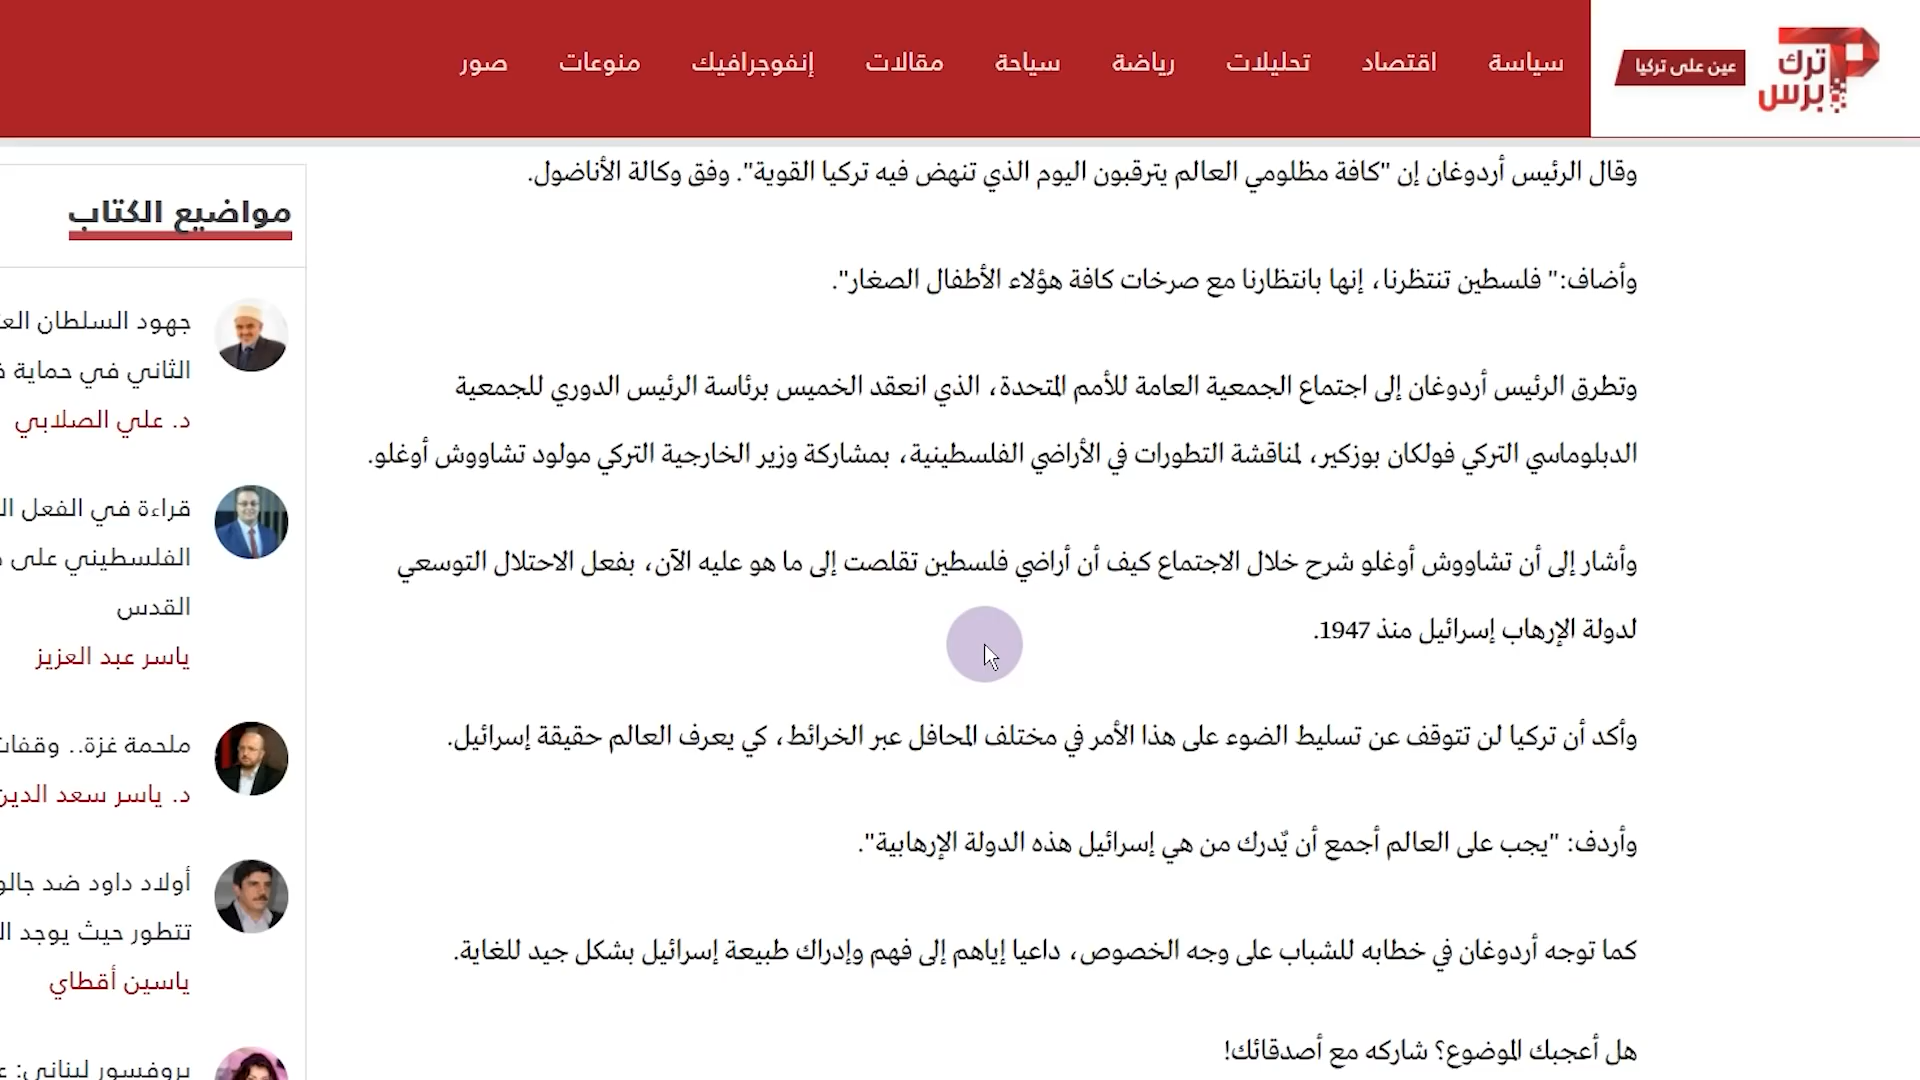 ترك برس
عين على تركيا
سياسة
اقتصاد
تحليلات
رياضة
سياحة
مقالات
إنفوجرافيك
منوعات
صور
وقال الرئيس أردوغان إن "كافة مظلومي العالم يترقبون اليوم الذي تنهض فيه تركيا القوية". وفق وكالة الأناضول.
وأضاف:" فلسطين تنتظرنا، إنها بانتظارنا مع صرخات كافة هؤلاء الأطفال الصغار".
وتطرق الرئيس أردوغان إلى اجتماع الجمعية العامة للأمم المتحدة، الذي انعقد الخميس برئاسة الرئيس الدوري للجمعية
الدبلوماسي التركي فولكان بوزكير، لمناقشة التطورات في الأراضي الفلسطينية، بمشاركة وزير الخارجية التركي مولود تشاووش أوغلو.
وأشار إلى أن تشاووش أوغلو شرح خلال الاجتماع كيف أن أراضي فلسطين تقلصت إلى ما هو عليه الآن، بفعل الاحتلال التوسعي
لدولة الإرهاب إسرائيل منذ 1947.
وأكد أن تركيا لن تتوقف عن تسليط الضوء على هذا الأمر في مختلف المحافل عبر الخرائط، كي يعرف العالم حقيقة إسرائيل.
وأردف: "يجب على العالم أجمع أن يٌدرك من هي إسرائيل هذه الدولة الإرهابية".
كما توجه أردوغان في خطابه للشباب على وجه الخصوص، داعيا إياهم إلى فهم وإدراك طبيعة إسرائيل بشكل جيد للغاية.
هل أعجبك الموضوع؟ شاركه مع أصدقائك!
مواضيع الكتاب
جهود السلطان
الثاني في حماية
د. علي الصلابي
قراءة في الفعل
الفلسطيني على
القدس
ياسر عبد العزيز
ملحمة غزة.. وقفات
د. ياسر سعد الدين
أولاد داود ضد
تتطور حيث يوجد
ياسين أقطاي
بروفسور لبناني: